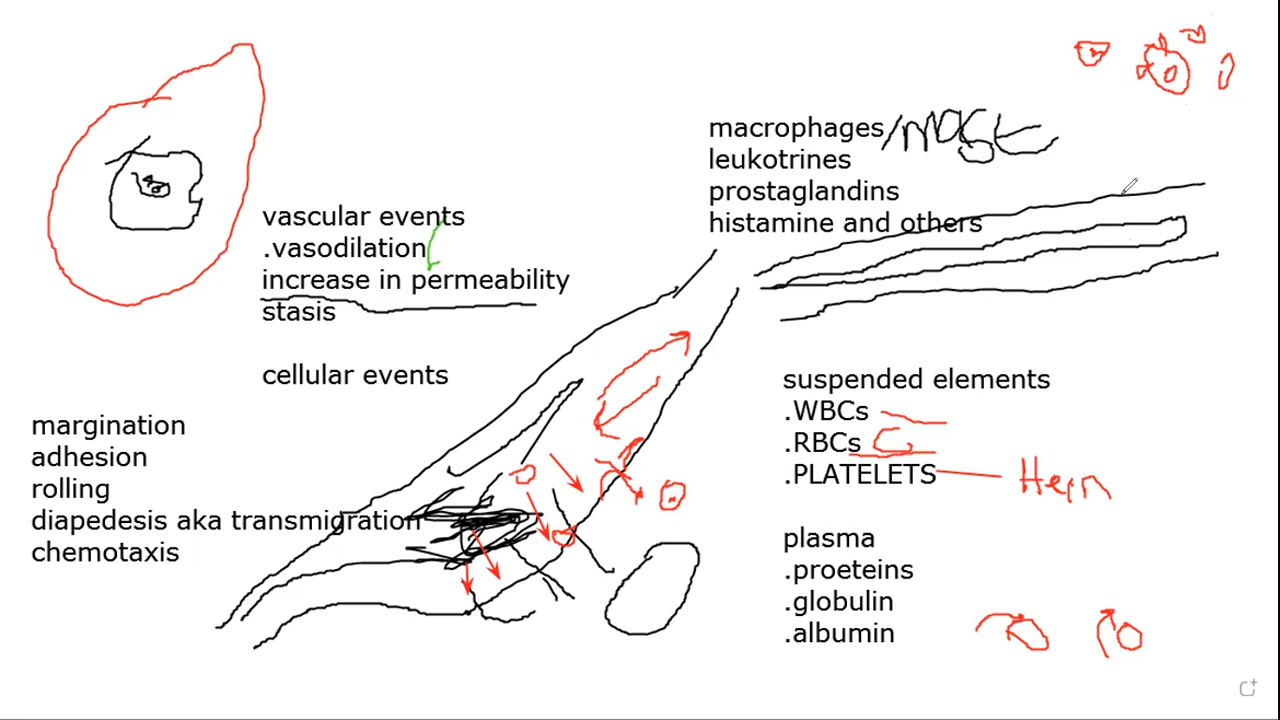 macrophages/mast
leukotrines
prostaglandins
histamine and others
vascular events
.vasodilation
increase in permeability
stasis
cellular events
margination
adhesion
rolling
diapedesis aka transmigration
chemotaxis
suspended elements
.WBCs
.RBCs
.PLATELETS
plasma
.proeteins
.globulin
.albumin